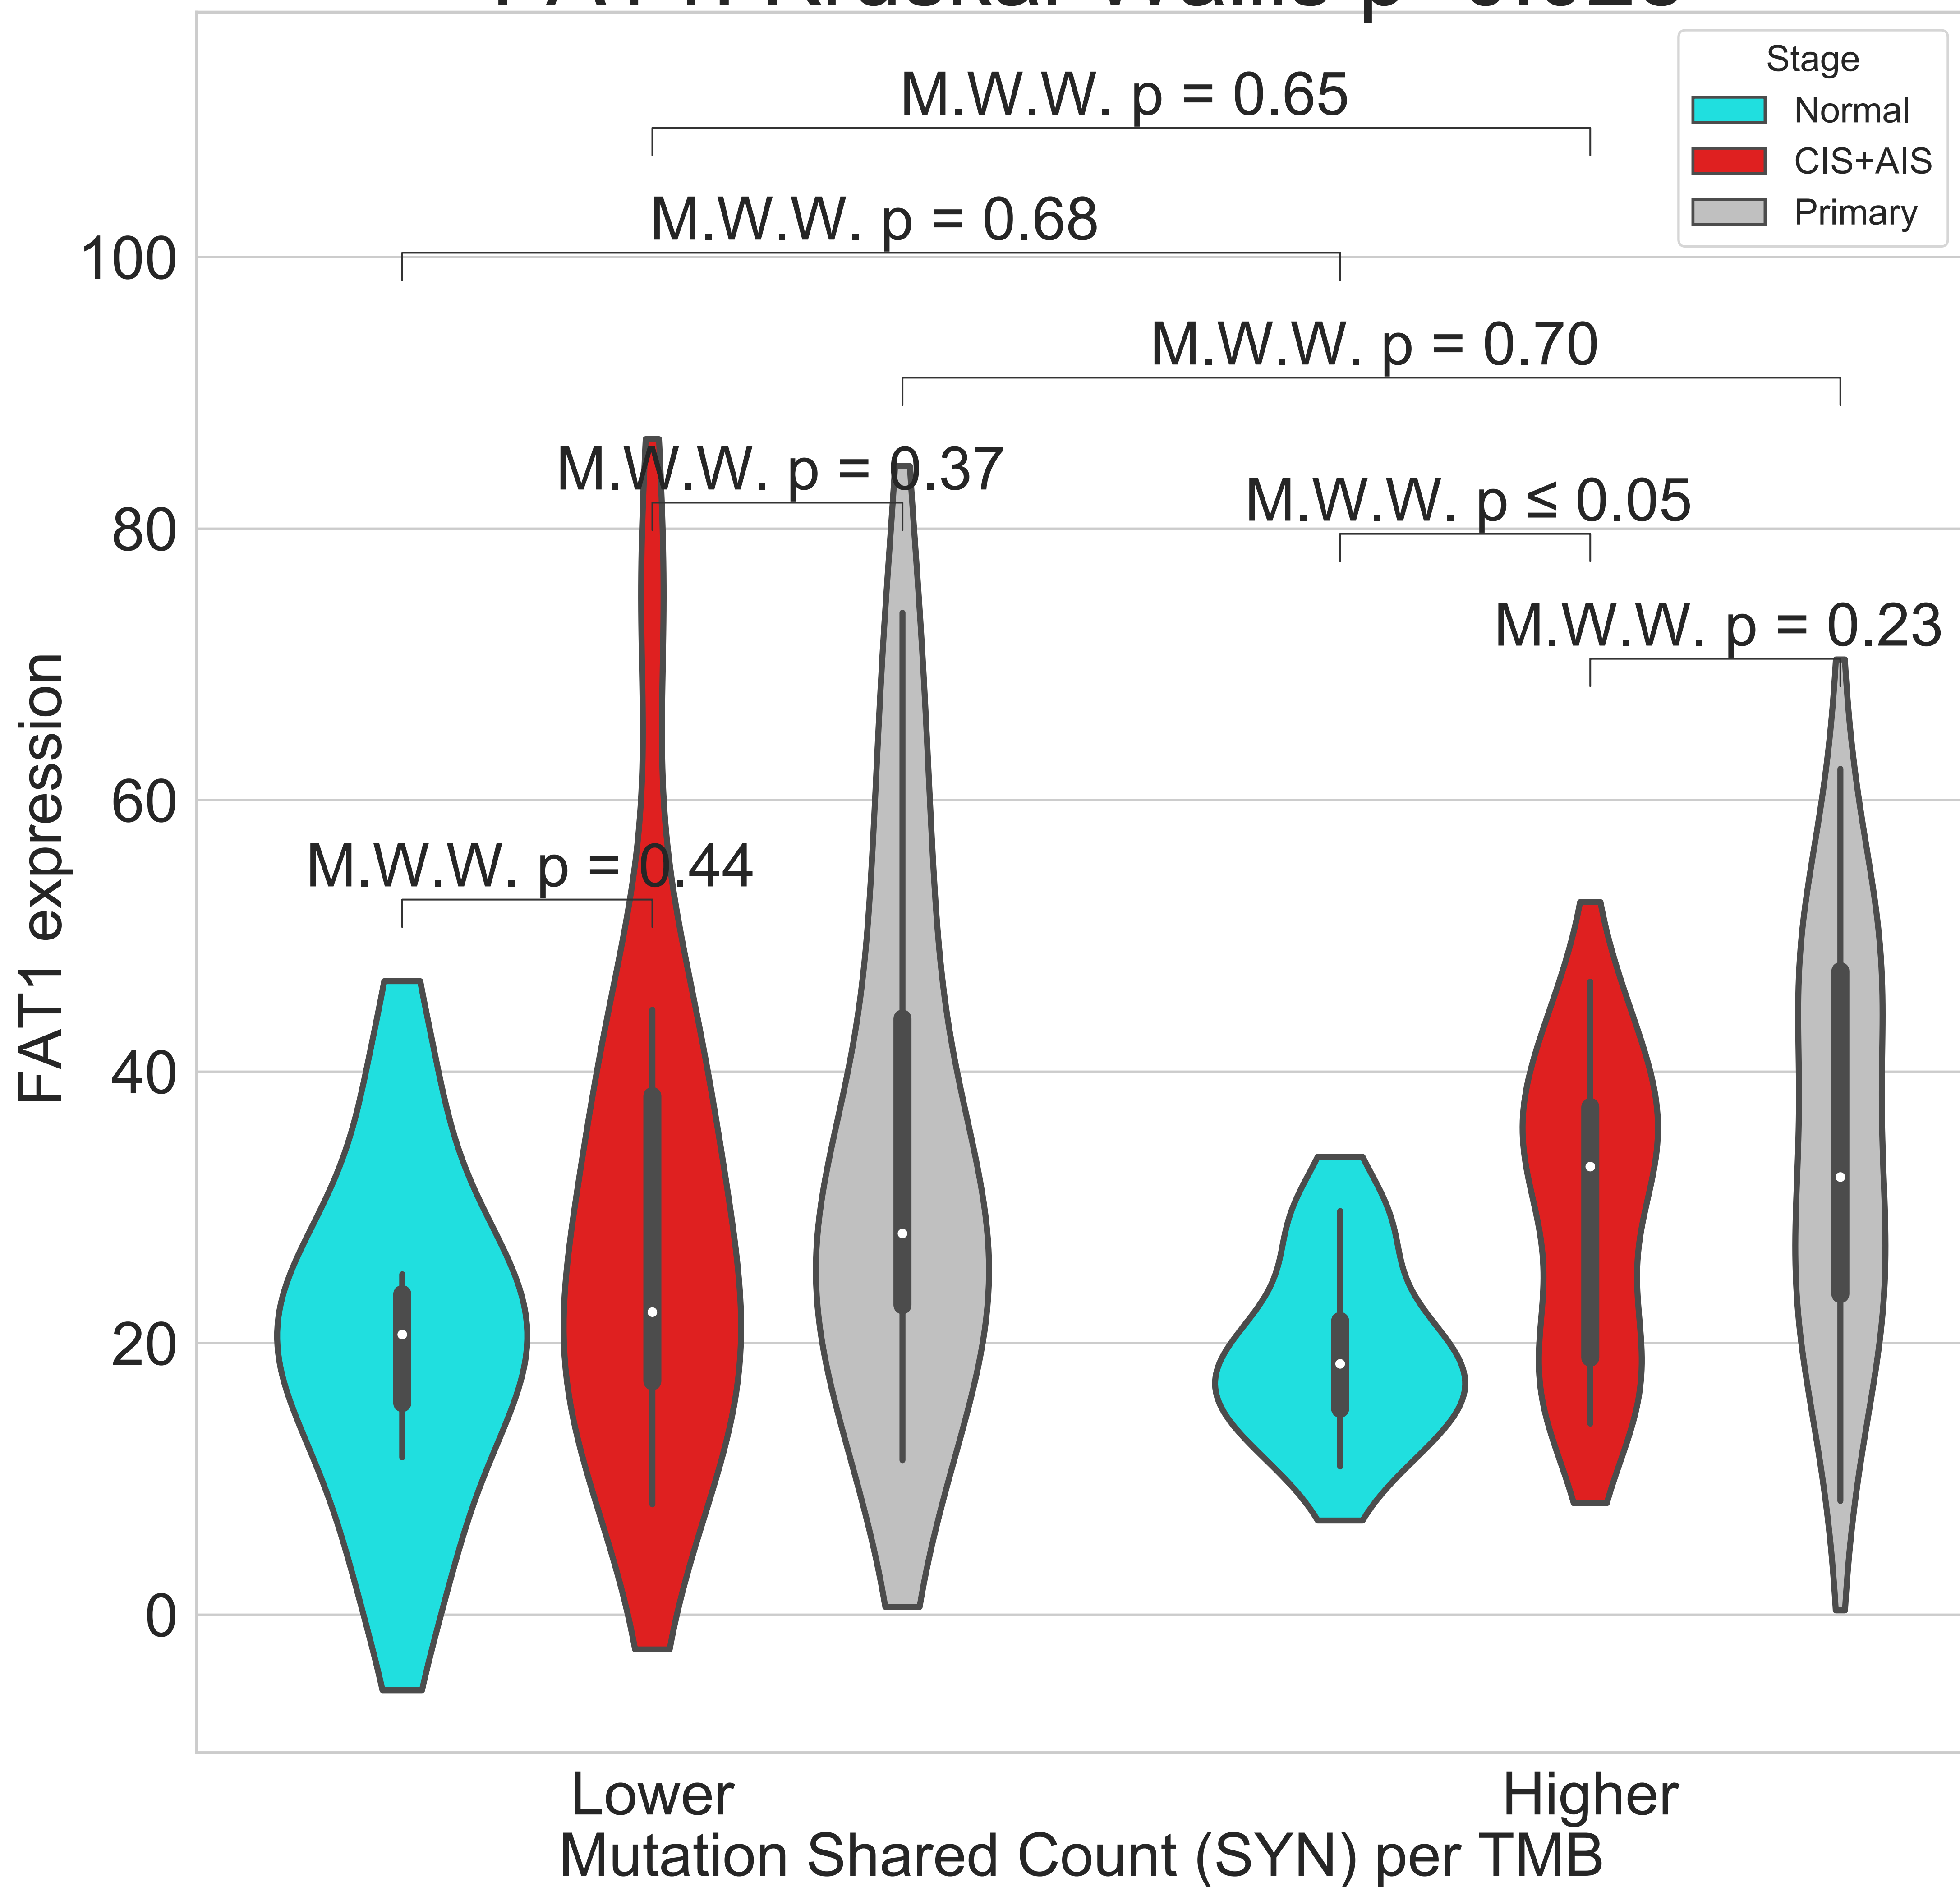 Stage
Normal
CIS+AIS
Primary
M.W.W. p = 0.65
M.W.W. p = 0.68
M.W.W. p = 0.70
M.W.W. p = 0.37
M.W.W. p ≤ 0.05
M.W.W. p = 0.23
M.W.W. p = 0.44
100
80
60
40
20
0
FAT1 expression
Lower
Higher
Mutation Shared Count (SYN) per TMB